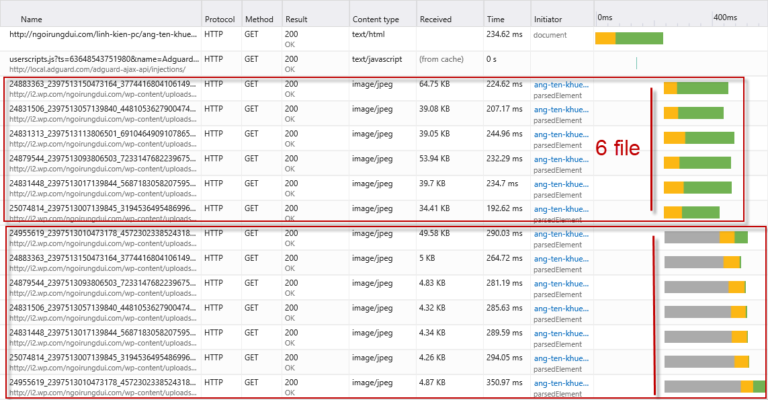 Name Protocol Method Result Content type Received Time Initiator 0ms 400ms
http://ngoirungdui.com/linh-kien-pc/ang-ten-khue... HTTP GET 200 text/html 234.62 ms document
OK
userscripts.js?ts=63648543751980&name=Adguard... HTTP GET 200 text/javascript (from cache) 0 s
http://local.adguard.com/adguard-ajax-api/injections/ OK
24883363_2397513150473164_3774416804106149... HTTP GET 200 image/jpeg 64.75 KB 224.62 ms ang-ten-khue...
http://i2.wp.com/ngoirungdui.com/wp-content/uploads... OK parsedElement
24831506_2397513057139840_4481053627900474... HTTP GET 200 image/jpeg 39.08 KB 207.17 ms ang-ten-khue...
http://i2.wp.com/ngoirungdui.com/wp-content/uploads... OK parsedElement
24831313_2397513113806501_6910464909107865... HTTP GET 200 image/jpeg 39.05 KB 244.96 ms ang-ten-khue...
http://i2.wp.com/ngoirungdui.com/wp-content/uploads... OK parsedElement
6 file
24879544_2397513093806503_7233147682239675... HTTP GET 200 image/jpeg 53.94 KB 232.29 ms ang-ten-khue...
http://i2.wp.com/ngoirungdui.com/wp-content/uploads... OK parsedElement
24831448_2397513017139844_5687183058207595... HTTP GET 200 image/jpeg 39.7 KB 234.7 ms ang-ten-khue...
http://i2.wp.com/ngoirungdui.com/wp-content/uploads... OK parsedElement
25074814_2397513007139845_3194536495486996... HTTP GET 200 image/jpeg 34.41 KB 192.62 ms ang-ten-khue...
http://i2.wp.com/ngoirungdui.com/wp-content/uploads... OK parsedElement
24955619_2397513010473178_4572302338524318... HTTP GET 200 image/jpeg 49.58 KB 290.03 ms ang-ten-khue...
http://i2.wp.com/ngoirungdui.com/wp-content/uploads... OK parsedElement
24883363_2397513150473164_3774416804106149... HTTP GET 200 image/jpeg 5 KB 264.72 ms ang-ten-khue...
http://i2.wp.com/ngoirungdui.com/wp-content/uploads... OK parsedElement
24879544_2397513093806503_7233147682239675... HTTP GET 200 image/jpeg 4.83 KB 281.19 ms ang-ten-khue...
http://i2.wp.com/ngoirungdui.com/wp-content/uploads... OK parsedElement
24831506_2397513057139840_4481053627900474... HTTP GET 200 image/jpeg 4.32 KB 285.63 ms ang-ten-khue...
http://i2.wp.com/ngoirungdui.com/wp-content/uploads... OK parsedElement
24831448_2397513017139844_5687183058207595... HTTP GET 200 image/jpeg 4.34 KB 289.59 ms ang-ten-khue...
http://i2.wp.com/ngoirungdui.com/wp-content/uploads... OK parsedElement
25074814_2397513007139845_3194536495486996... HTTP GET 200 image/jpeg 4.26 KB 294.05 ms ang-ten-khue...
http://i2.wp.com/ngoirungdui.com/wp-content/uploads... OK parsedElement
24955619_2397513010473178_4572302338524318... HTTP GET 200 image/jpeg 4.87 KB 350.97 ms ang-ten-khue...
http://i2.wp.com/ngoirungdui.com/wp-content/uploads... OK parsedElement